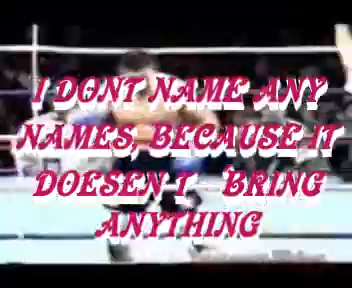 I DONT NAME ANY
NAMES, BECAUSE IT
DOESEN T BRING
ANYTHING